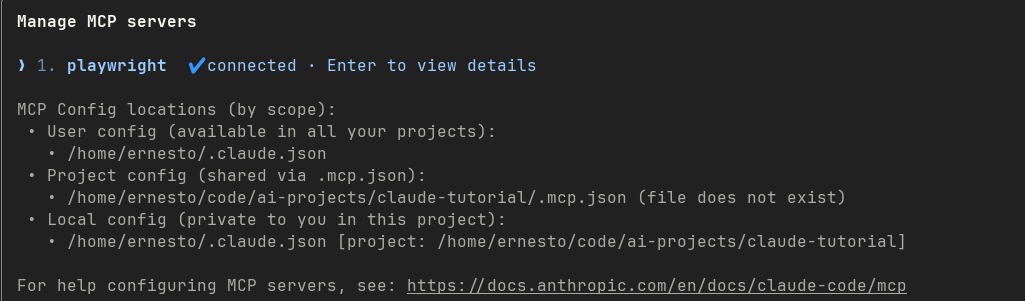 Manage MCP servers
❯ 1. playwright ✔connected · Enter to view details
MCP Config locations (by scope):
• User config (available in all your projects):
• /home/ernesto/.claude.json
• Project config (shared via .mcp.json):
• /home/ernesto/code/ai-projects/claude-tutorial/.mcp.json (file does not exist)
• Local config (private to you in this project):
• /home/ernesto/.claude.json [project: /home/ernesto/code/ai-projects/claude-tutorial]
For help configuring MCP servers, see: https://docs.anthropic.com/en/docs/claude-code/mcp